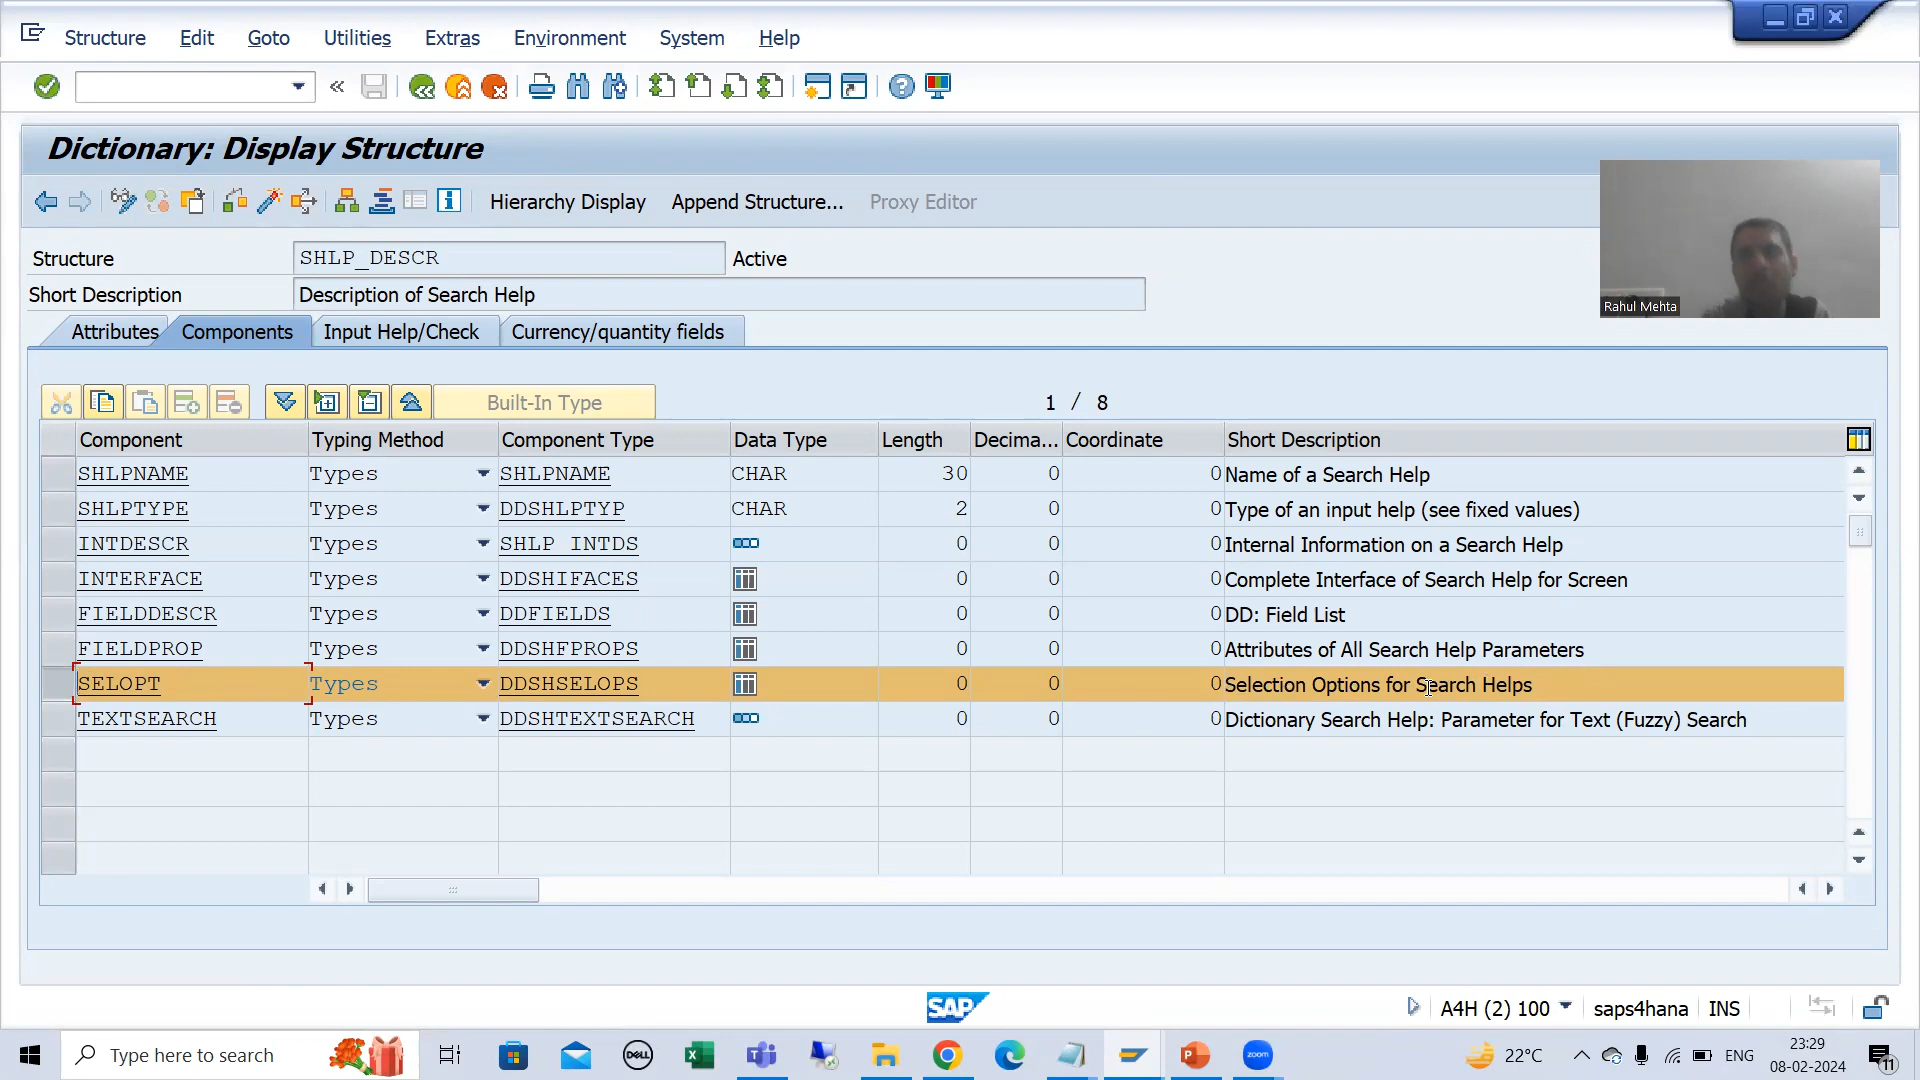 Structure Edit Goto Utilities Extras Environment System Help
Dictionary: Display Structure
Hierarchy Display Append Structure... Proxy Editor
Rahul Mehta
Structure SHLP_DESCR Active
Short Description Description of Search Help
Attributes Components Input Help/Check Currency/quantity fields
Built-In Type 1 / 8
Component Typing Method Component Type Data Type Length Decima... Coordinate Short Description
SHLPNAME Types SHLPNAME CHAR 30 0 0 Name of a Search Help
SHLPTYPE Types DDSHLPTYP CHAR 2 0 0 Type of an input help (see fixed values)
INTDESCR Types SHLP_INTDS 0 0 0 Internal Information on a Search Help
INTERFACE Types DDSHIFACES 0 0 0 Complete Interface of Search Help for Screen
FIELDDESCR Types DDFIELDS 0 0 0 DD: Field List
FIELDPROP Types DDSHFPROPS 0 0 0 Attributes of All Search Help Parameters
SELOPT Types DDSHSELOPS 0 0 0 Selection Options for Search Helps
TEXTSEARCH Types DDSHTEXTSEARCH 0 0 0 Dictionary Search Help: Parameter for Text (Fuzzy) Search
SAP A4H (2) 100 saps4hana INS
Type here to search DELL zoom 22°C ENG 23:29
08-02-2024 11